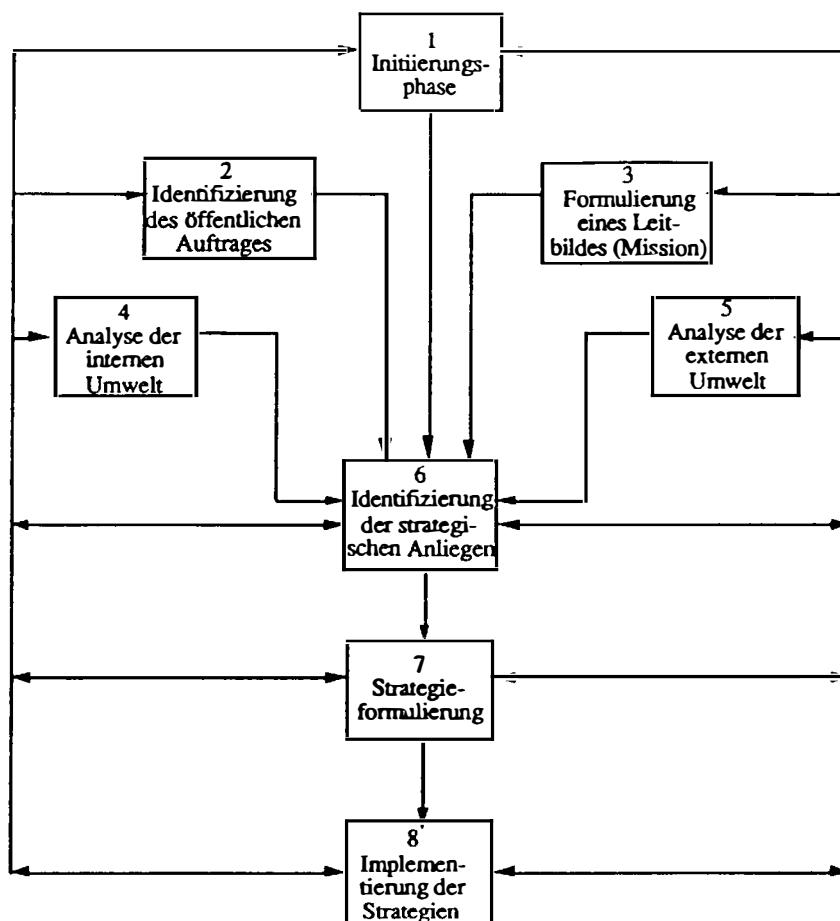 1
Initiierungs-
phase
2
Identifizierung
des öffentlichen
Auftrages
3
Formulierung
eines Leit-
bildes (Mission)
4
Analyse der
internen
Umwelt
5
Analyse der
externen
Umwelt
6
Identifizierung
der strategi-
schen Anliegen
7
Strategie-
formulierung
8
Implemen-
tierung der
Strategien